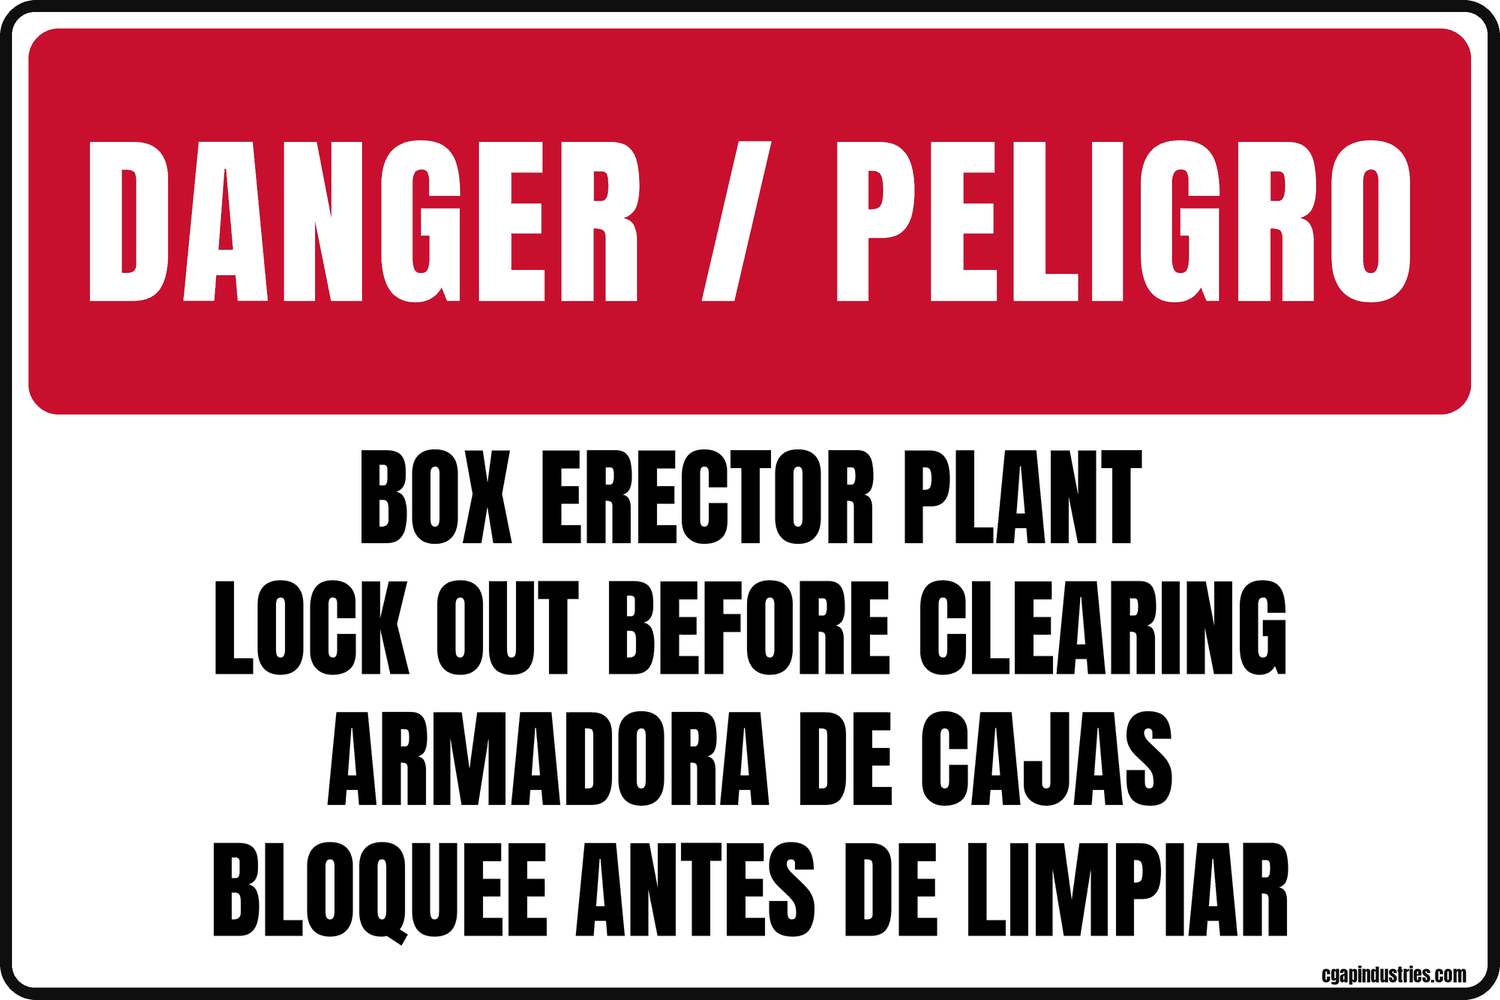 DANGER / PELIGRO
BOX ERECTOR PLANT
LOCK OUT BEFORE CLEARING
ARMADORA DE CAJAS
BLOQUEE ANTES DE LIMPIAR
cgapindustries.com